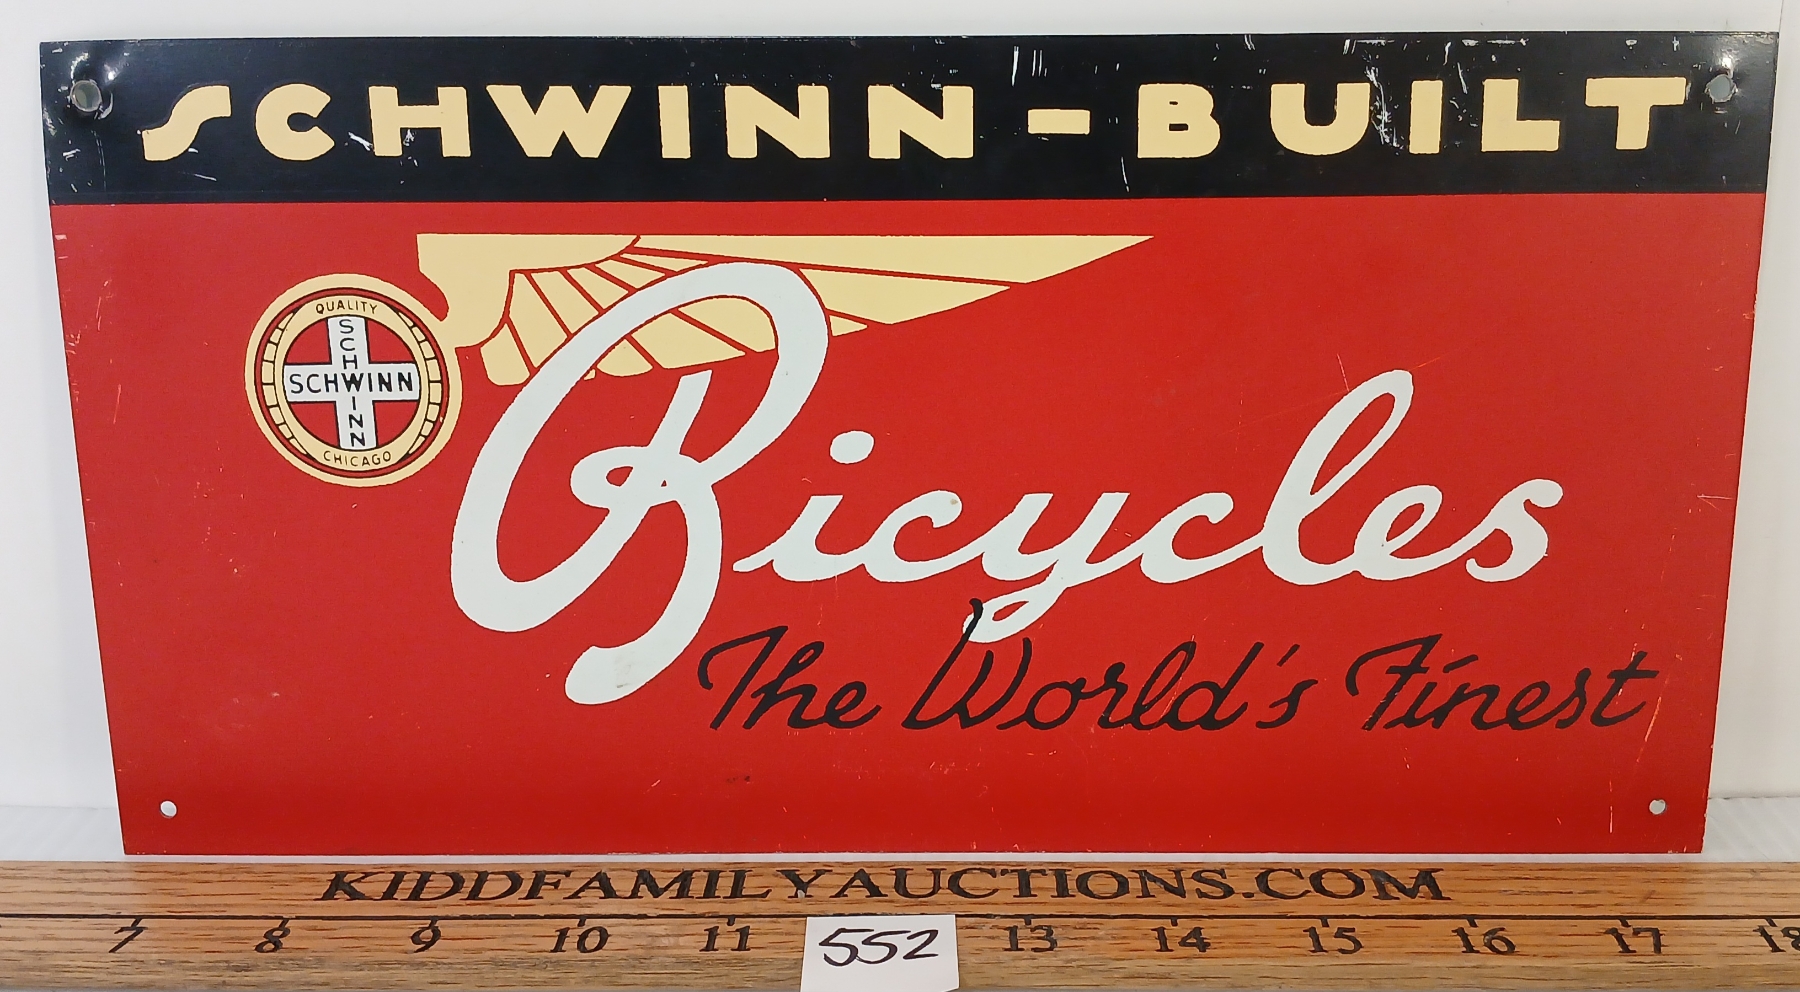 SCHWINN-BUILT
QUALITY
SCHWINN
SCHWINN
CHICAGO
Bicycles
The World's Finest
KIDDFAMILYAUCTIONS.COM
7 8 9 10 11 13 14 15 16 17 18
552